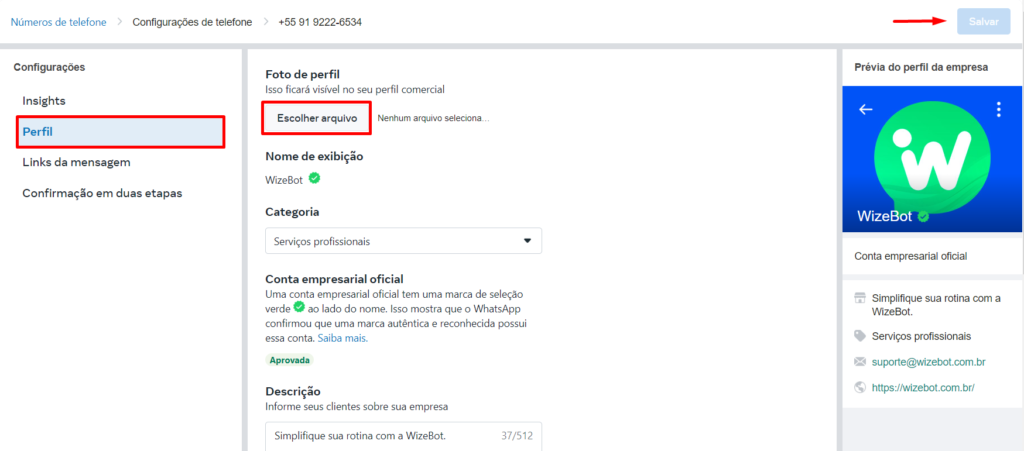 Números de telefone > Configurações de telefone > +55 91 9222-6534
Salvar
Configurações
Insights
Perfil
Links da mensagem
Confirmação em duas etapas
Foto de perfil
Isso ficará visível no seu perfil comercial
Escolher arquivo Nenhum arquivo seleciona...
Nome de exibição
WizeBot
Categoria
Serviços profissionais
Conta empresarial oficial
Uma conta empresarial oficial tem uma marca de seleção
verde ao lado do nome. Isso mostra que o WhatsApp
confirmou que uma marca autêntica e reconhecida possui
essa conta. Saiba mais.
Aprovada
Descrição
Informe seus clientes sobre sua empresa
Simplifique sua rotina com a WizeBot. 37/512
Prévia do perfil da empresa
WizeBot
Conta empresarial oficial
Simplifique sua rotina com a
WizeBot.
Serviços profissionais
suporte@wizebot.com.br
https://wizebot.com.br/